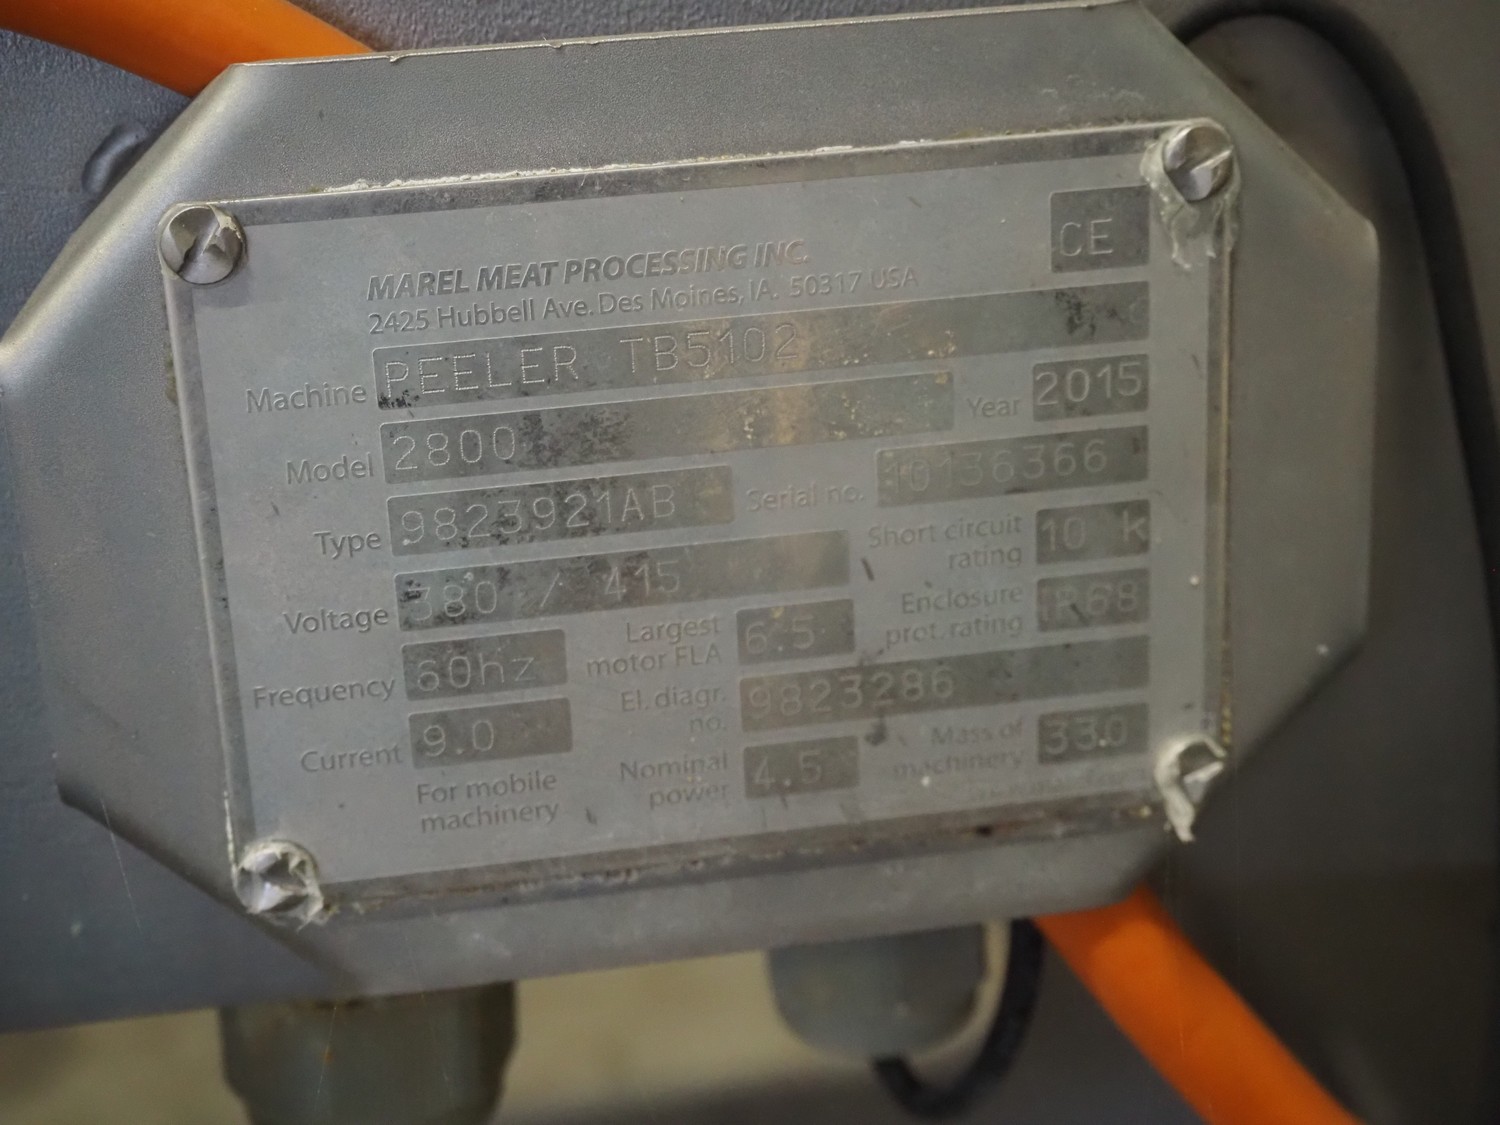 CE
MAREL MEAT PROCESSING INC.
2425 Hubbell Ave. Des Moines, IA. 50317 USA
Machine PEELER TB5102
Model 2800 Year 2015
Type 9823921AB Serial no. 10136366
Voltage 380 / 415 Short circuit rating 10 k
Frequency 60hz Largest motor FLA 6.5 Enclosure prot. rating IP68
Current 9.0 El. diagr. no. 9823286
For mobile machinery Nominal power 4.5 Mass of machinery 330